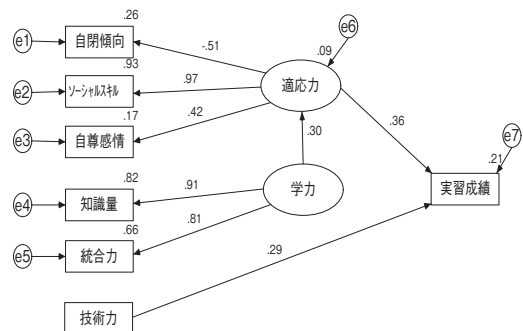 .26
e6
e1
自閉傾向
-.51
.09
.93
e2
ソーシャルスキル
.97
適応力
.17
.42
.36
e3
自尊感情
e7
.30
.21
.82
.91
学力
実習成績
e4
知識量
.66
.81
e5
統合力
.29
技術力